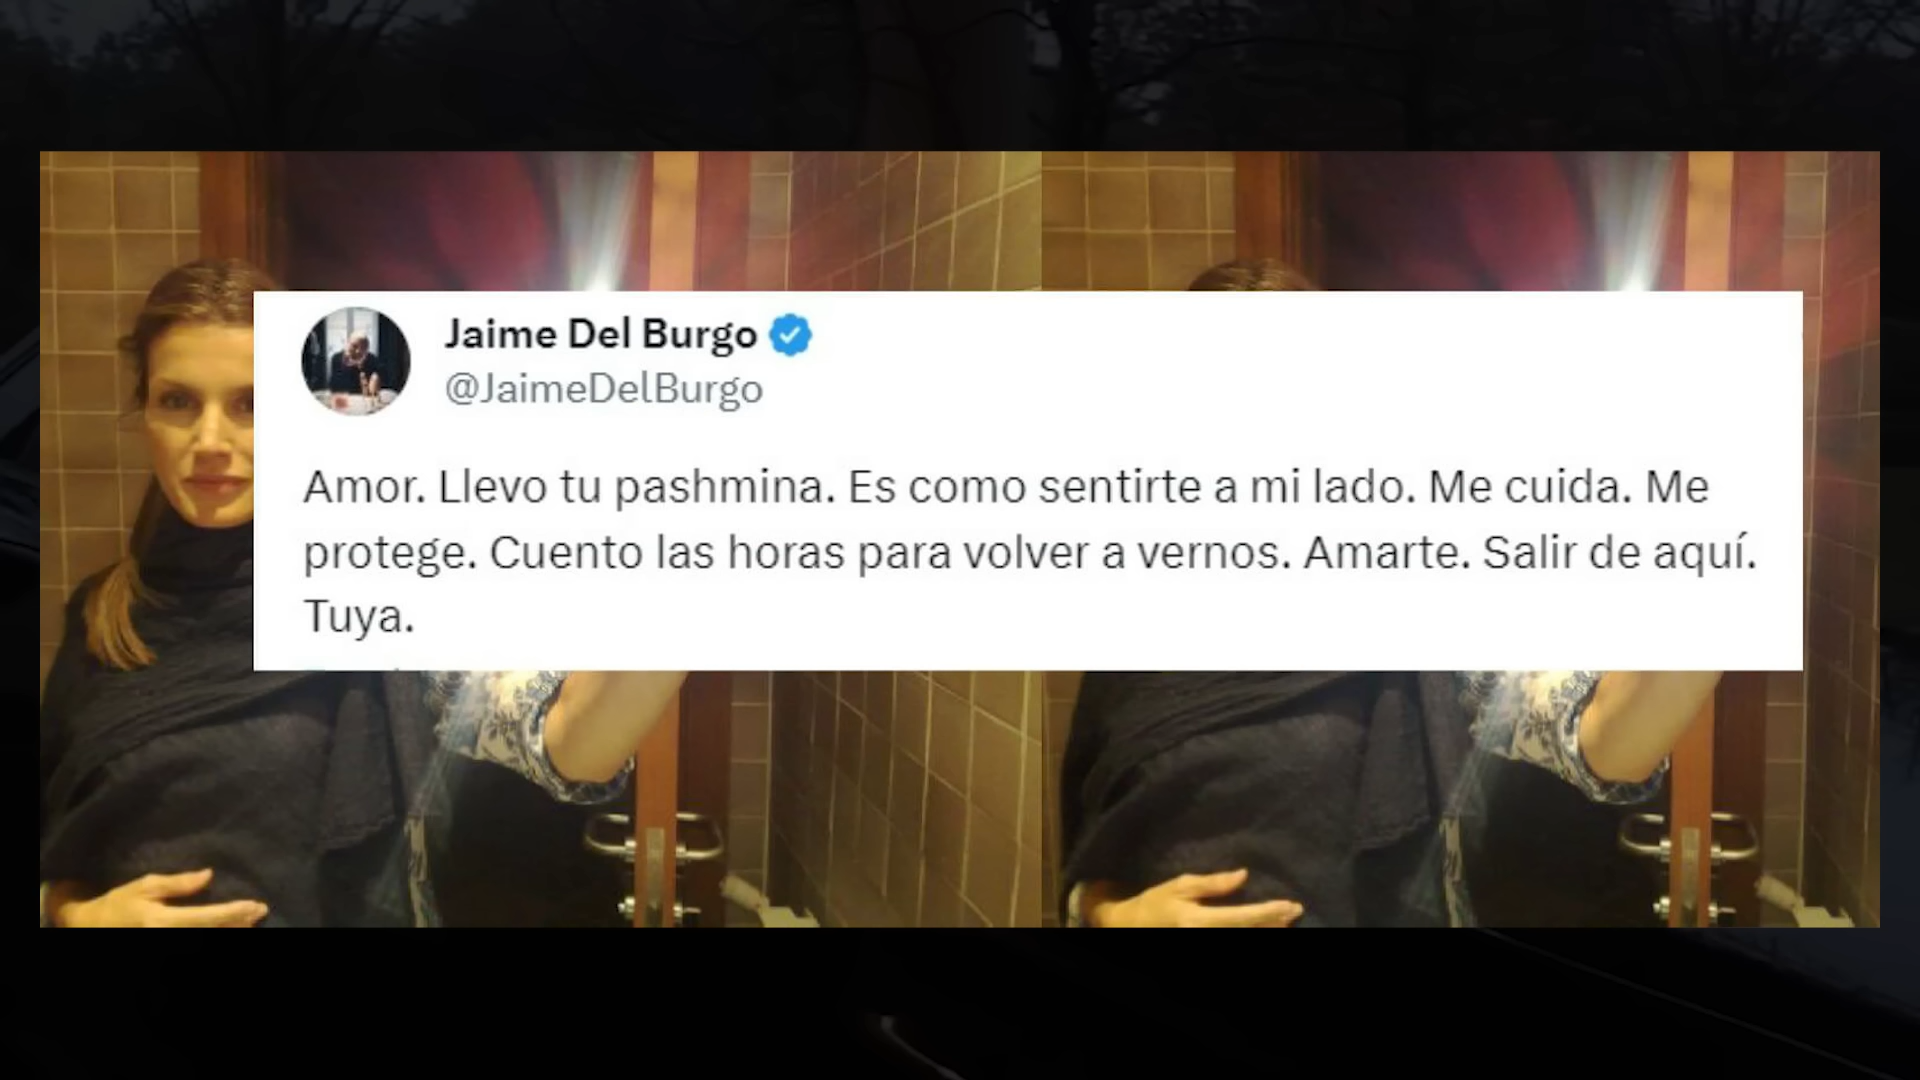 Jaime Del Burgo
@JaimeDelBurgo
Amor. Llevo tu pashmina. Es como sentirte a mi lado. Me cuida. Me
protege. Cuento las horas para volver a vernos. Amarte. Salir de aquí.
Tuya.